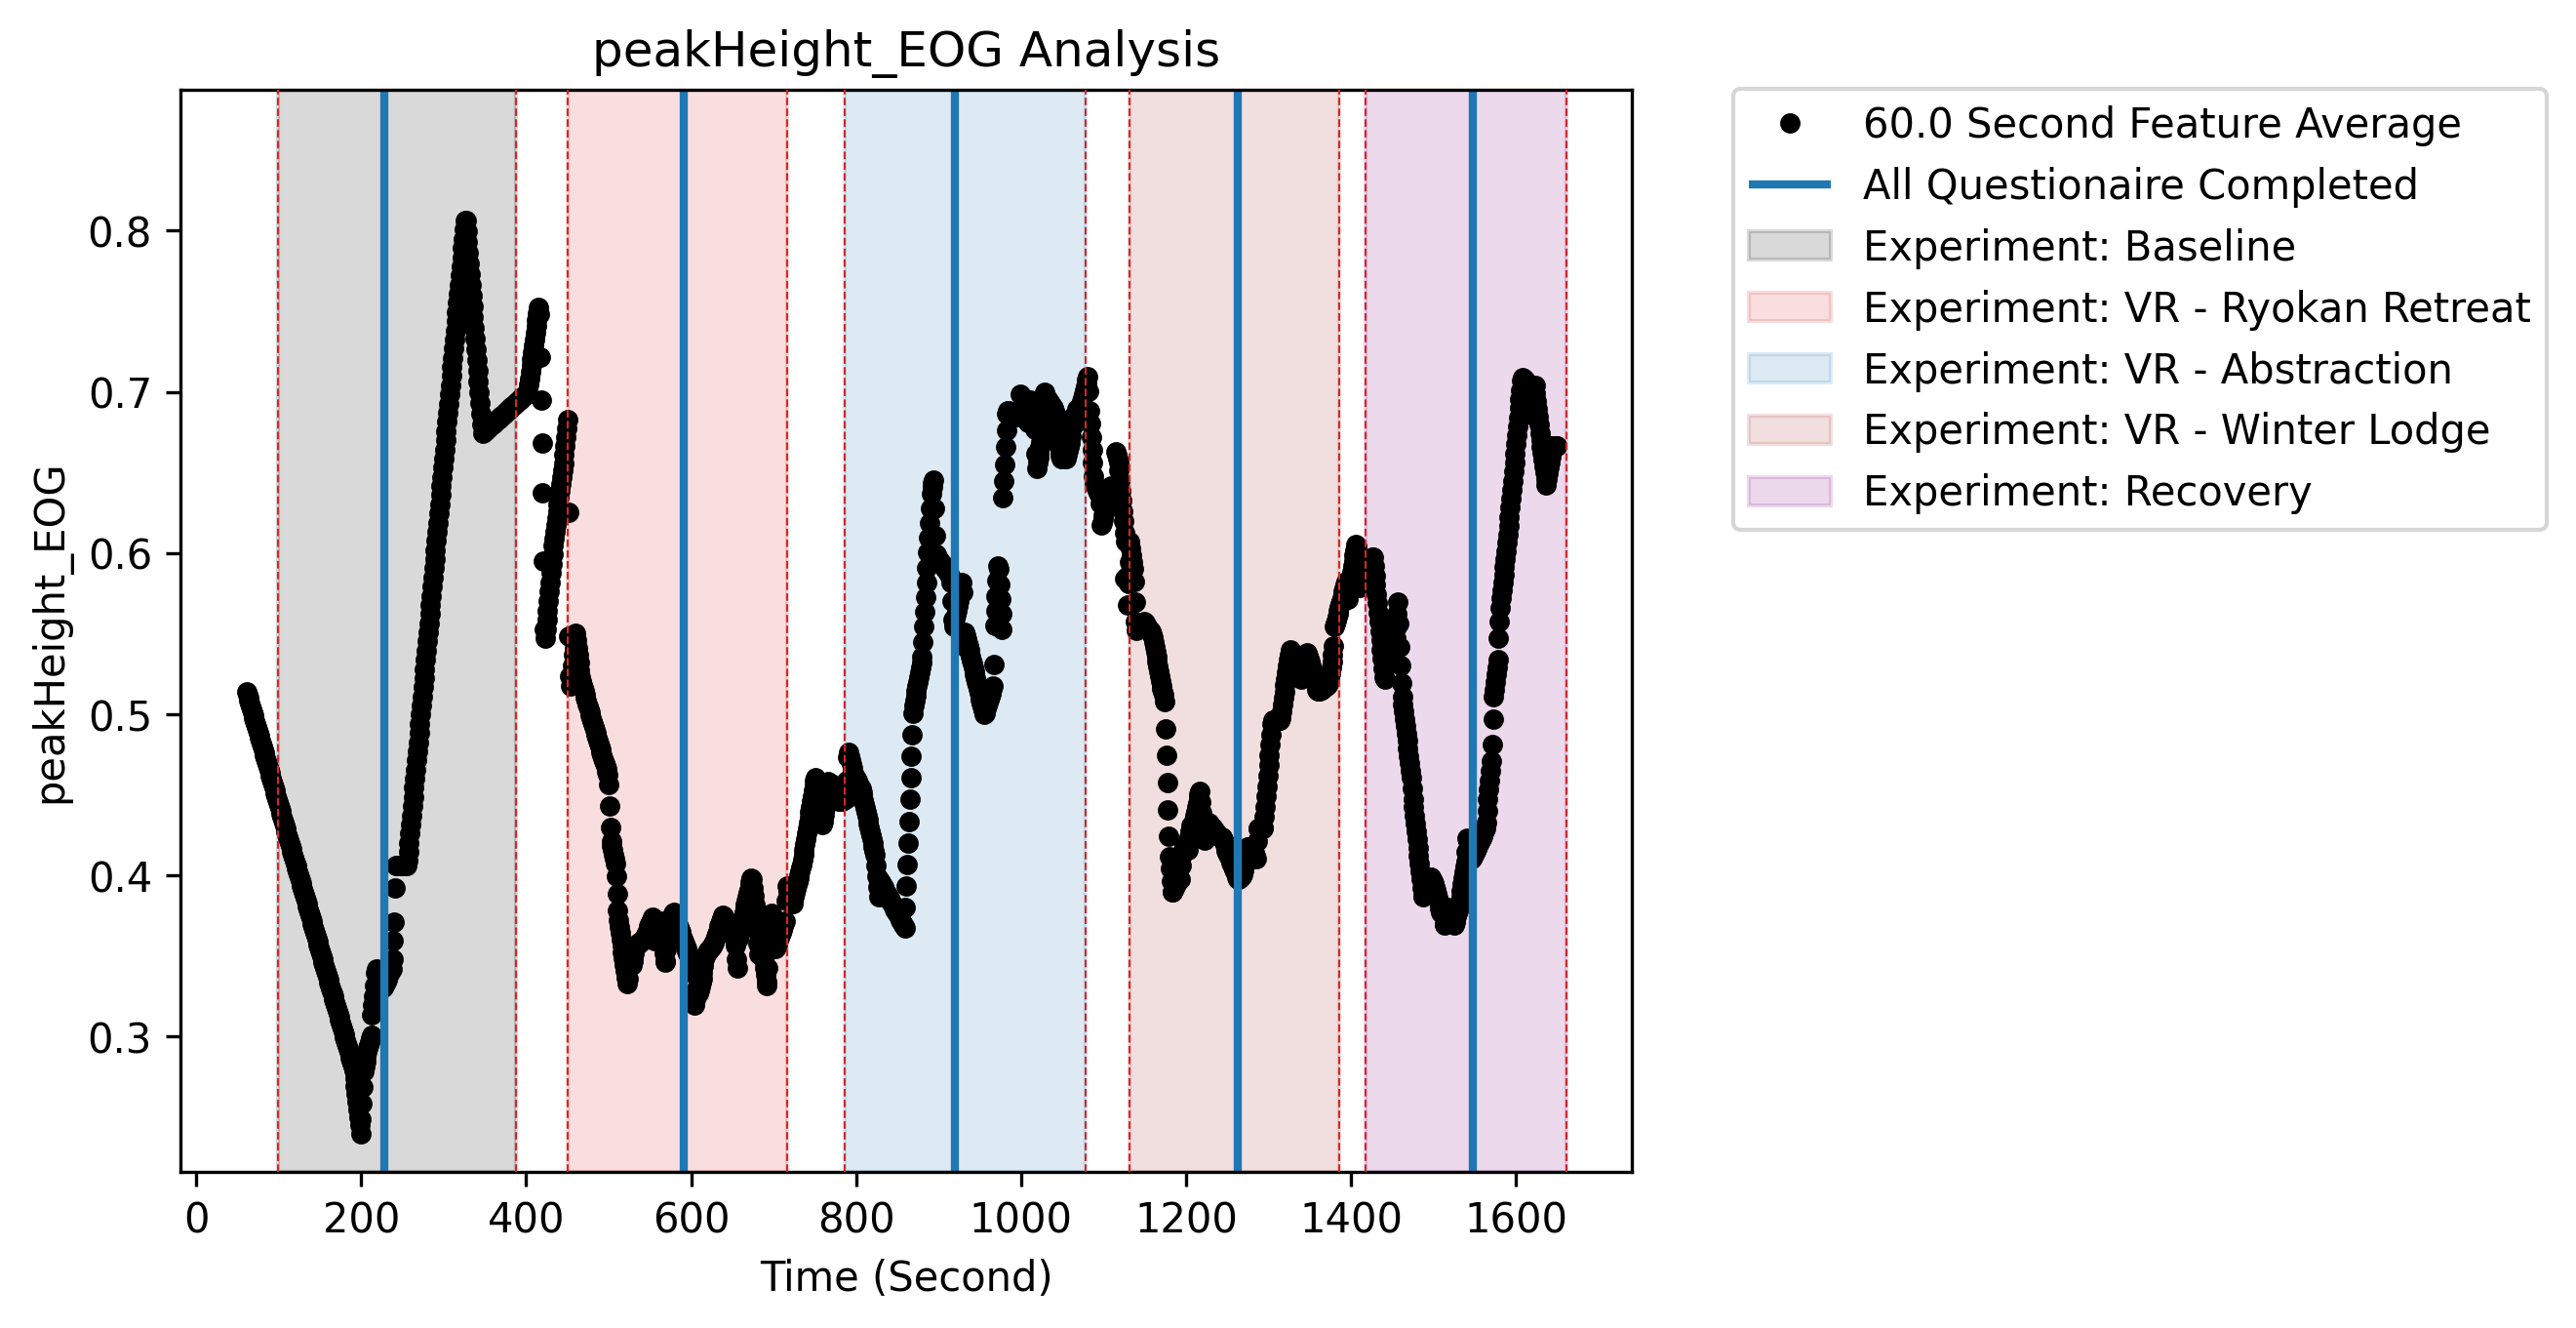 peakHeight_EOG Analysis
peakHeight_EOG
0.8
0.7
0.6
0.5
0.4
0.3
0 200 400 600 800 1000 1200 1400 1600
Time (Second)
60.0 Second Feature Average
All Questionaire Completed
Experiment: Baseline
Experiment: VR - Ryokan Retreat
Experiment: VR - Abstraction
Experiment: VR - Winter Lodge
Experiment: Recovery